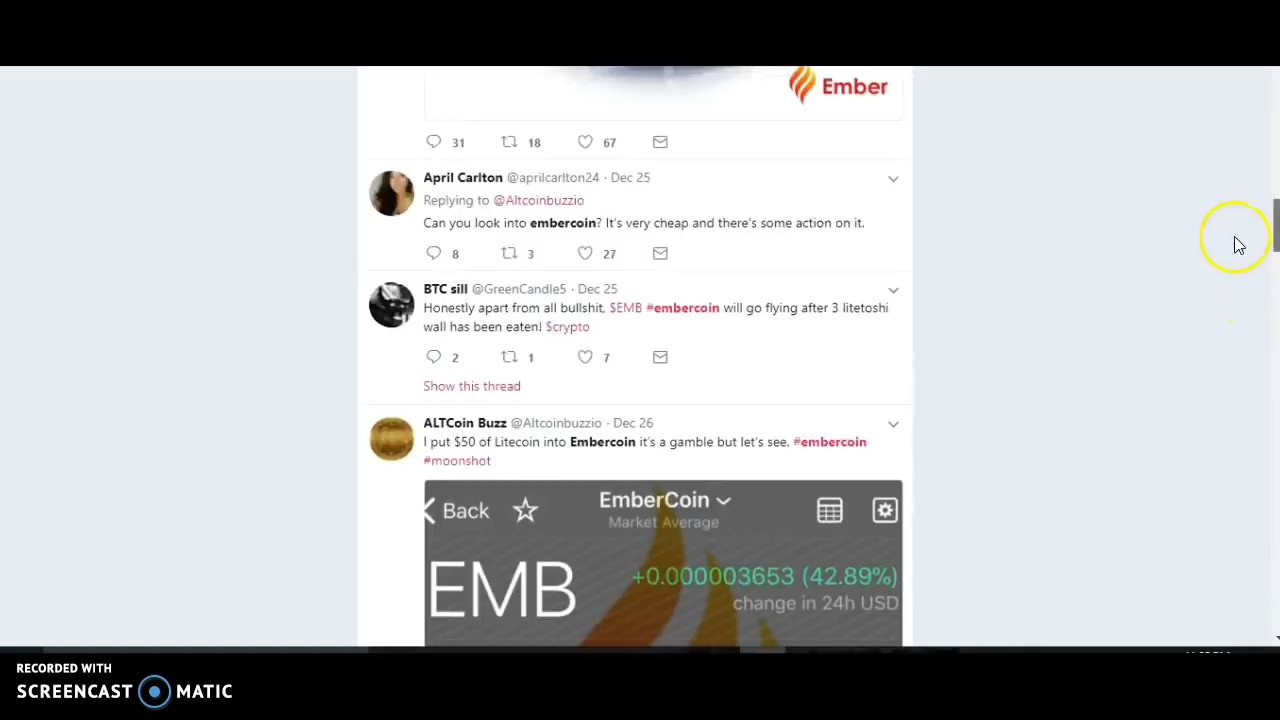 Ember
31 18 67
April Carlton @aprilcarlton24 · Dec 25
Replying to @Altcoinbuzzio
Can you look into embercoin? It's very cheap and there's some action on it.
8 3 27
BTC sill @GreenCandle5 · Dec 25
Honestly apart from all bullshit, $EMB #embercoin will go flying after 3 litetoshi
wall has been eaten! $crypto
2 1 7
Show this thread
ALTCoin Buzz @Altcoinbuzzio · Dec 26
I put $50 of Litecoin into Embercoin it's a gamble but let's see. #embercoin
#moonshot
Back EmberCoin
Market Average
EMB +0.000003653 (42.89%)
change in 24h USD
RECORDED WITH
SCREENCAST MATIC